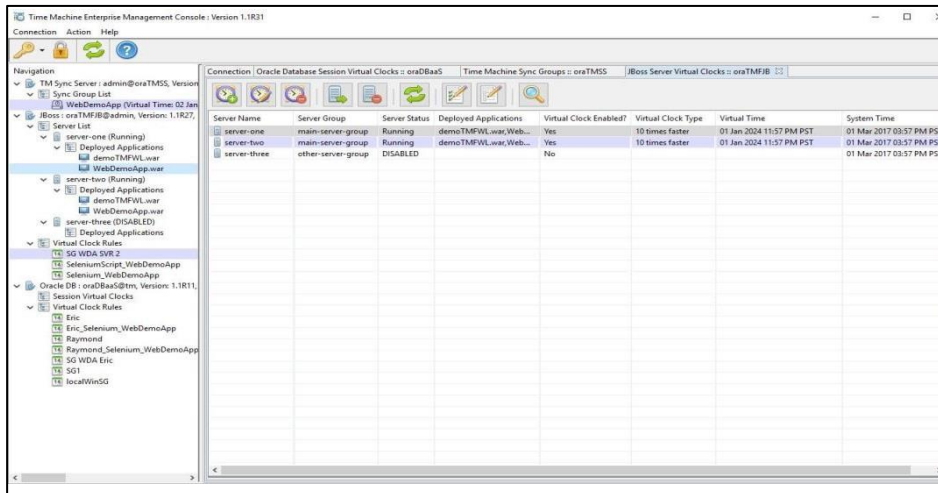 Time Machine Enterprise Management Console : Version 1.1R31
Connection Action Help
Navigation
TM Sync Server : admin@oraTMSS, Version
Sync Group List
WebDemoApp (Virtual Time: 02 Jan
JBoss : oraTMFJB@admin, Version: 1.1R27,
Server List
server-one (Running)
Deployed Applications
demoTMFWL.war
WebDemoApp.war
server-two (Running)
Deployed Applications
demoTMFWL.war
WebDemoApp.war
server-three (DISABLED)
Deployed Applications
Virtual Clock Rules
SG WDA SVR 2
SeleniumScript_WebDemoApp
Selenium_WebDemoApp
Oracle DB : oraDBaaS@tm, Version: 1.1R11,
Session Virtual Clocks
Virtual Clock Rules
Eric
Eric_Selenium_WebDemoApp
Raymond
Raymond_Selenium_WebDemoApp
SG WDA Eric
SG1
localWinSG
Connection Oracle Database Session Virtual Clocks :: oraDBaaS Time Machine Sync Groups :: oraTMSS JBoss Server Virtual Clocks :: oraTMFJB
Server Name Server Group Server Status Deployed Applications Virtual Clock Enabled? Virtual Clock Type Virtual Time System Time
server-one main-server-group Running demoTMFWL.war,Web... Yes 10 times faster 01 Jan 2024 11:57 PM PST 01 Mar 2017 03:57 PM PS
server-two main-server-group Running demoTMFWL.war,Web... Yes 10 times faster 01 Jan 2024 11:57 PM PST 01 Mar 2017 03:57 PM PS
server-three other-server-group DISABLED No 01 Mar 2017 03:57 PM PS